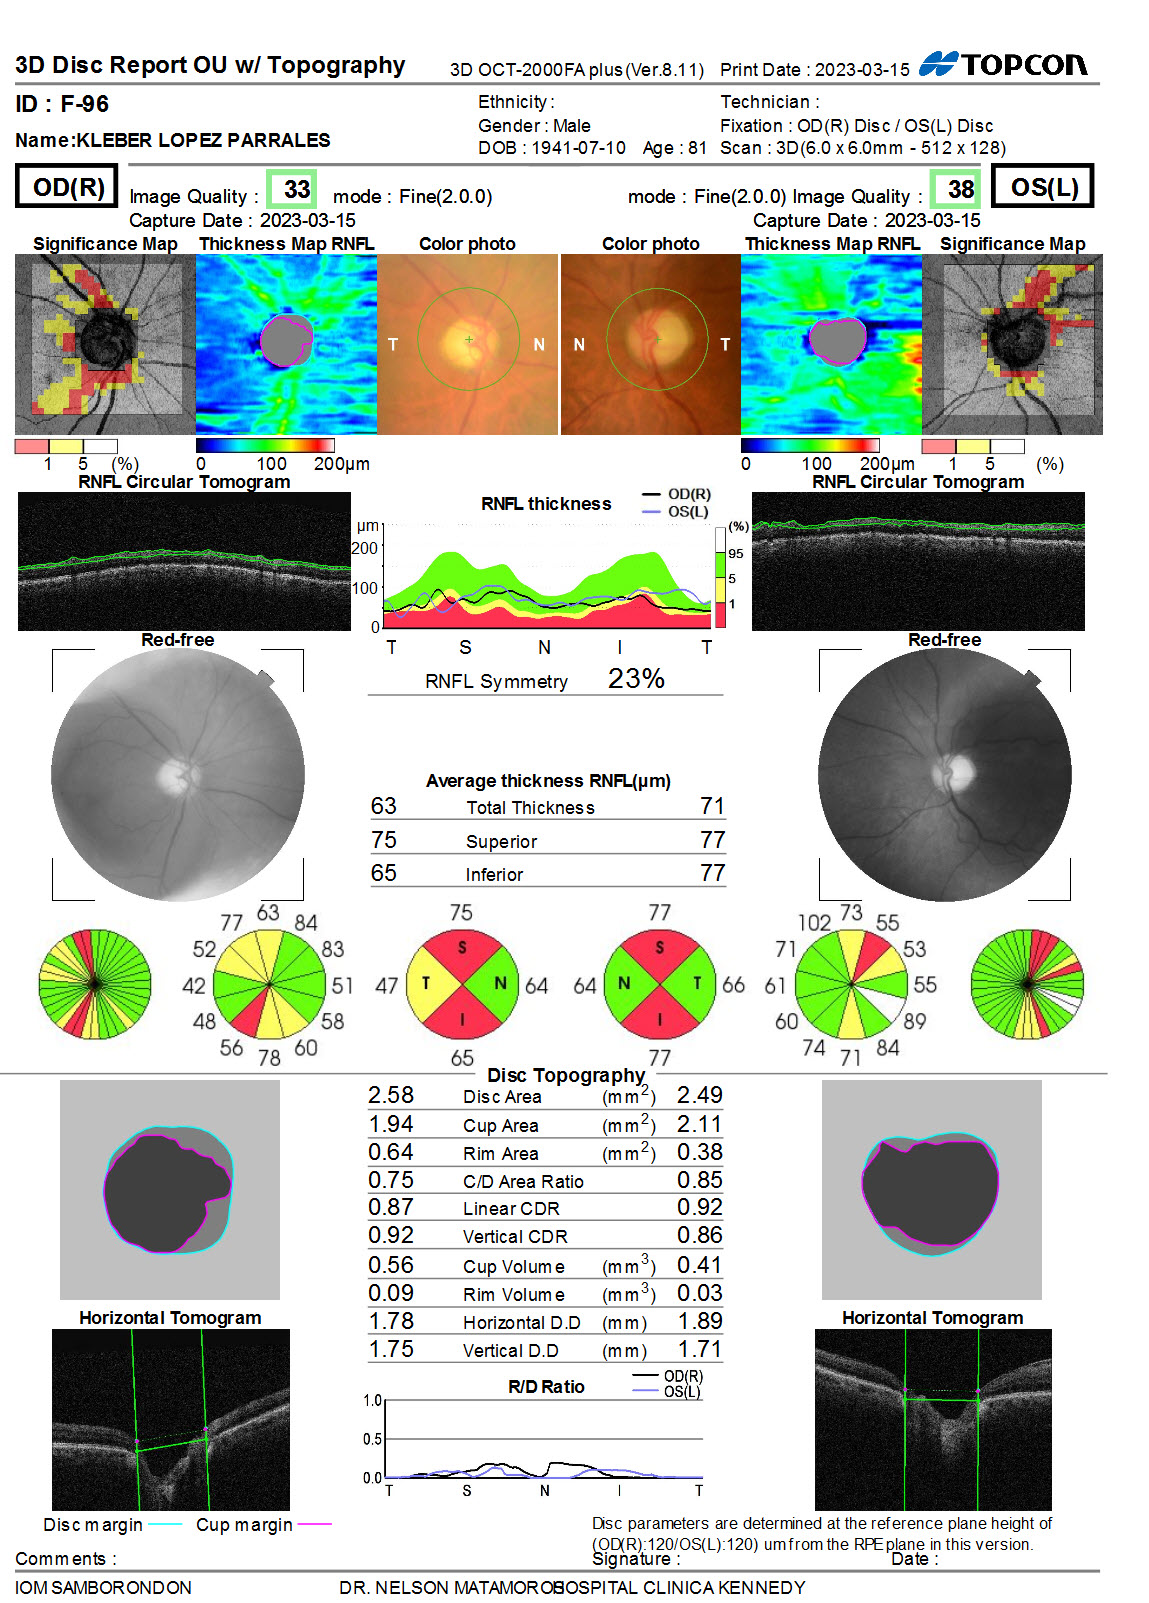 3D Disc Report OU w/ Topography
3D OCT-2000FA plus(Ver.8.11) Print Date : 2023-03-15 TOPCON
ID : F-96
Ethnicity :
Technician :
Name:KLEBER LOPEZ PARRALES
Gender : Male
Fixation : OD(R) Disc / OS(L) Disc
DOB : 1941-07-10 Age : 81 Scan : 3D(6.0 x 6.0mm - 512 x 128)
OD(R) Image Quality : 33 mode : Fine(2.0.0)
mode : Fine(2.0.0) Image Quality : 38 OS(L)
Capture Date : 2023-03-15
Capture Date : 2023-03-15
Significance Map Thickness Map RNFL Color photo Color photo Thickness Map RNFL Significance Map
T N N T
1 5 (%) 0 100 200µm 0 100 200µm 1 5 (%)
RNFL Circular Tomogram
RNFL Circular Tomogram
RNFL thickness
OD(R)
OS(L)
µm
200
100
0
(%)
95
5
1
T S N I T
Red-free
Red-free
RNFL Symmetry 23%
Average thickness RNFL(µm)
63 Total Thickness 71
75 Superior 77
65 Inferior 77
63
77 84
52 83
42 51
48 58
56 60
78
75
S
47 T N 64
I
65
77
S
64 N T 66
I
77
73
102 55
71 53
61 55
60 89
74 84
71
Disc Topography
2.58 Disc Area (mm2) 2.49
1.94 Cup Area (mm2) 2.11
0.64 Rim Area (mm2) 0.38
0.75 C/D Area Ratio 0.85
0.87 Linear CDR 0.92
0.92 Vertical CDR 0.86
0.56 Cup Volume (mm3) 0.41
0.09 Rim Volume (mm3) 0.03
1.78 Horizontal D.D (mm) 1.89
1.75 Vertical D.D (mm) 1.71
Horizontal Tomogram
Horizontal Tomogram
R/D Ratio
OD(R)
OS(L)
1.0
0.5
0.0
T S N I T
Disc margin Cup margin
Disc parameters are determined at the reference plane height of
(OD(R):120/OS(L):120) um from the RPE plane in this version.
Comments :
Signature :
Date :
IOM SAMBORONDON
DR. NELSON MATAMOROS
HOSPITAL CLINICA KENNEDY